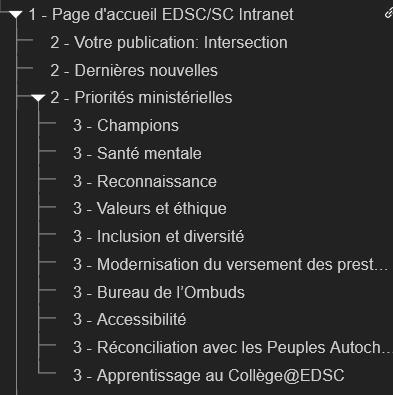 1 - Page d'accueil EDSC/SC Intranet
2 - Votre publication: Intersection
2 - Dernières nouvelles
2 - Priorités ministérielles
3 - Champions
3 - Santé mentale
3 - Reconnaissance
3 - Valeurs et éthique
3 - Inclusion et diversité
3 - Modernisation du versement des prest...
3 - Bureau de l’Ombuds
3 - Accessibilité
3 - Réconciliation avec les Peuples Autoch...
3 - Apprentissage au Collège@EDSC